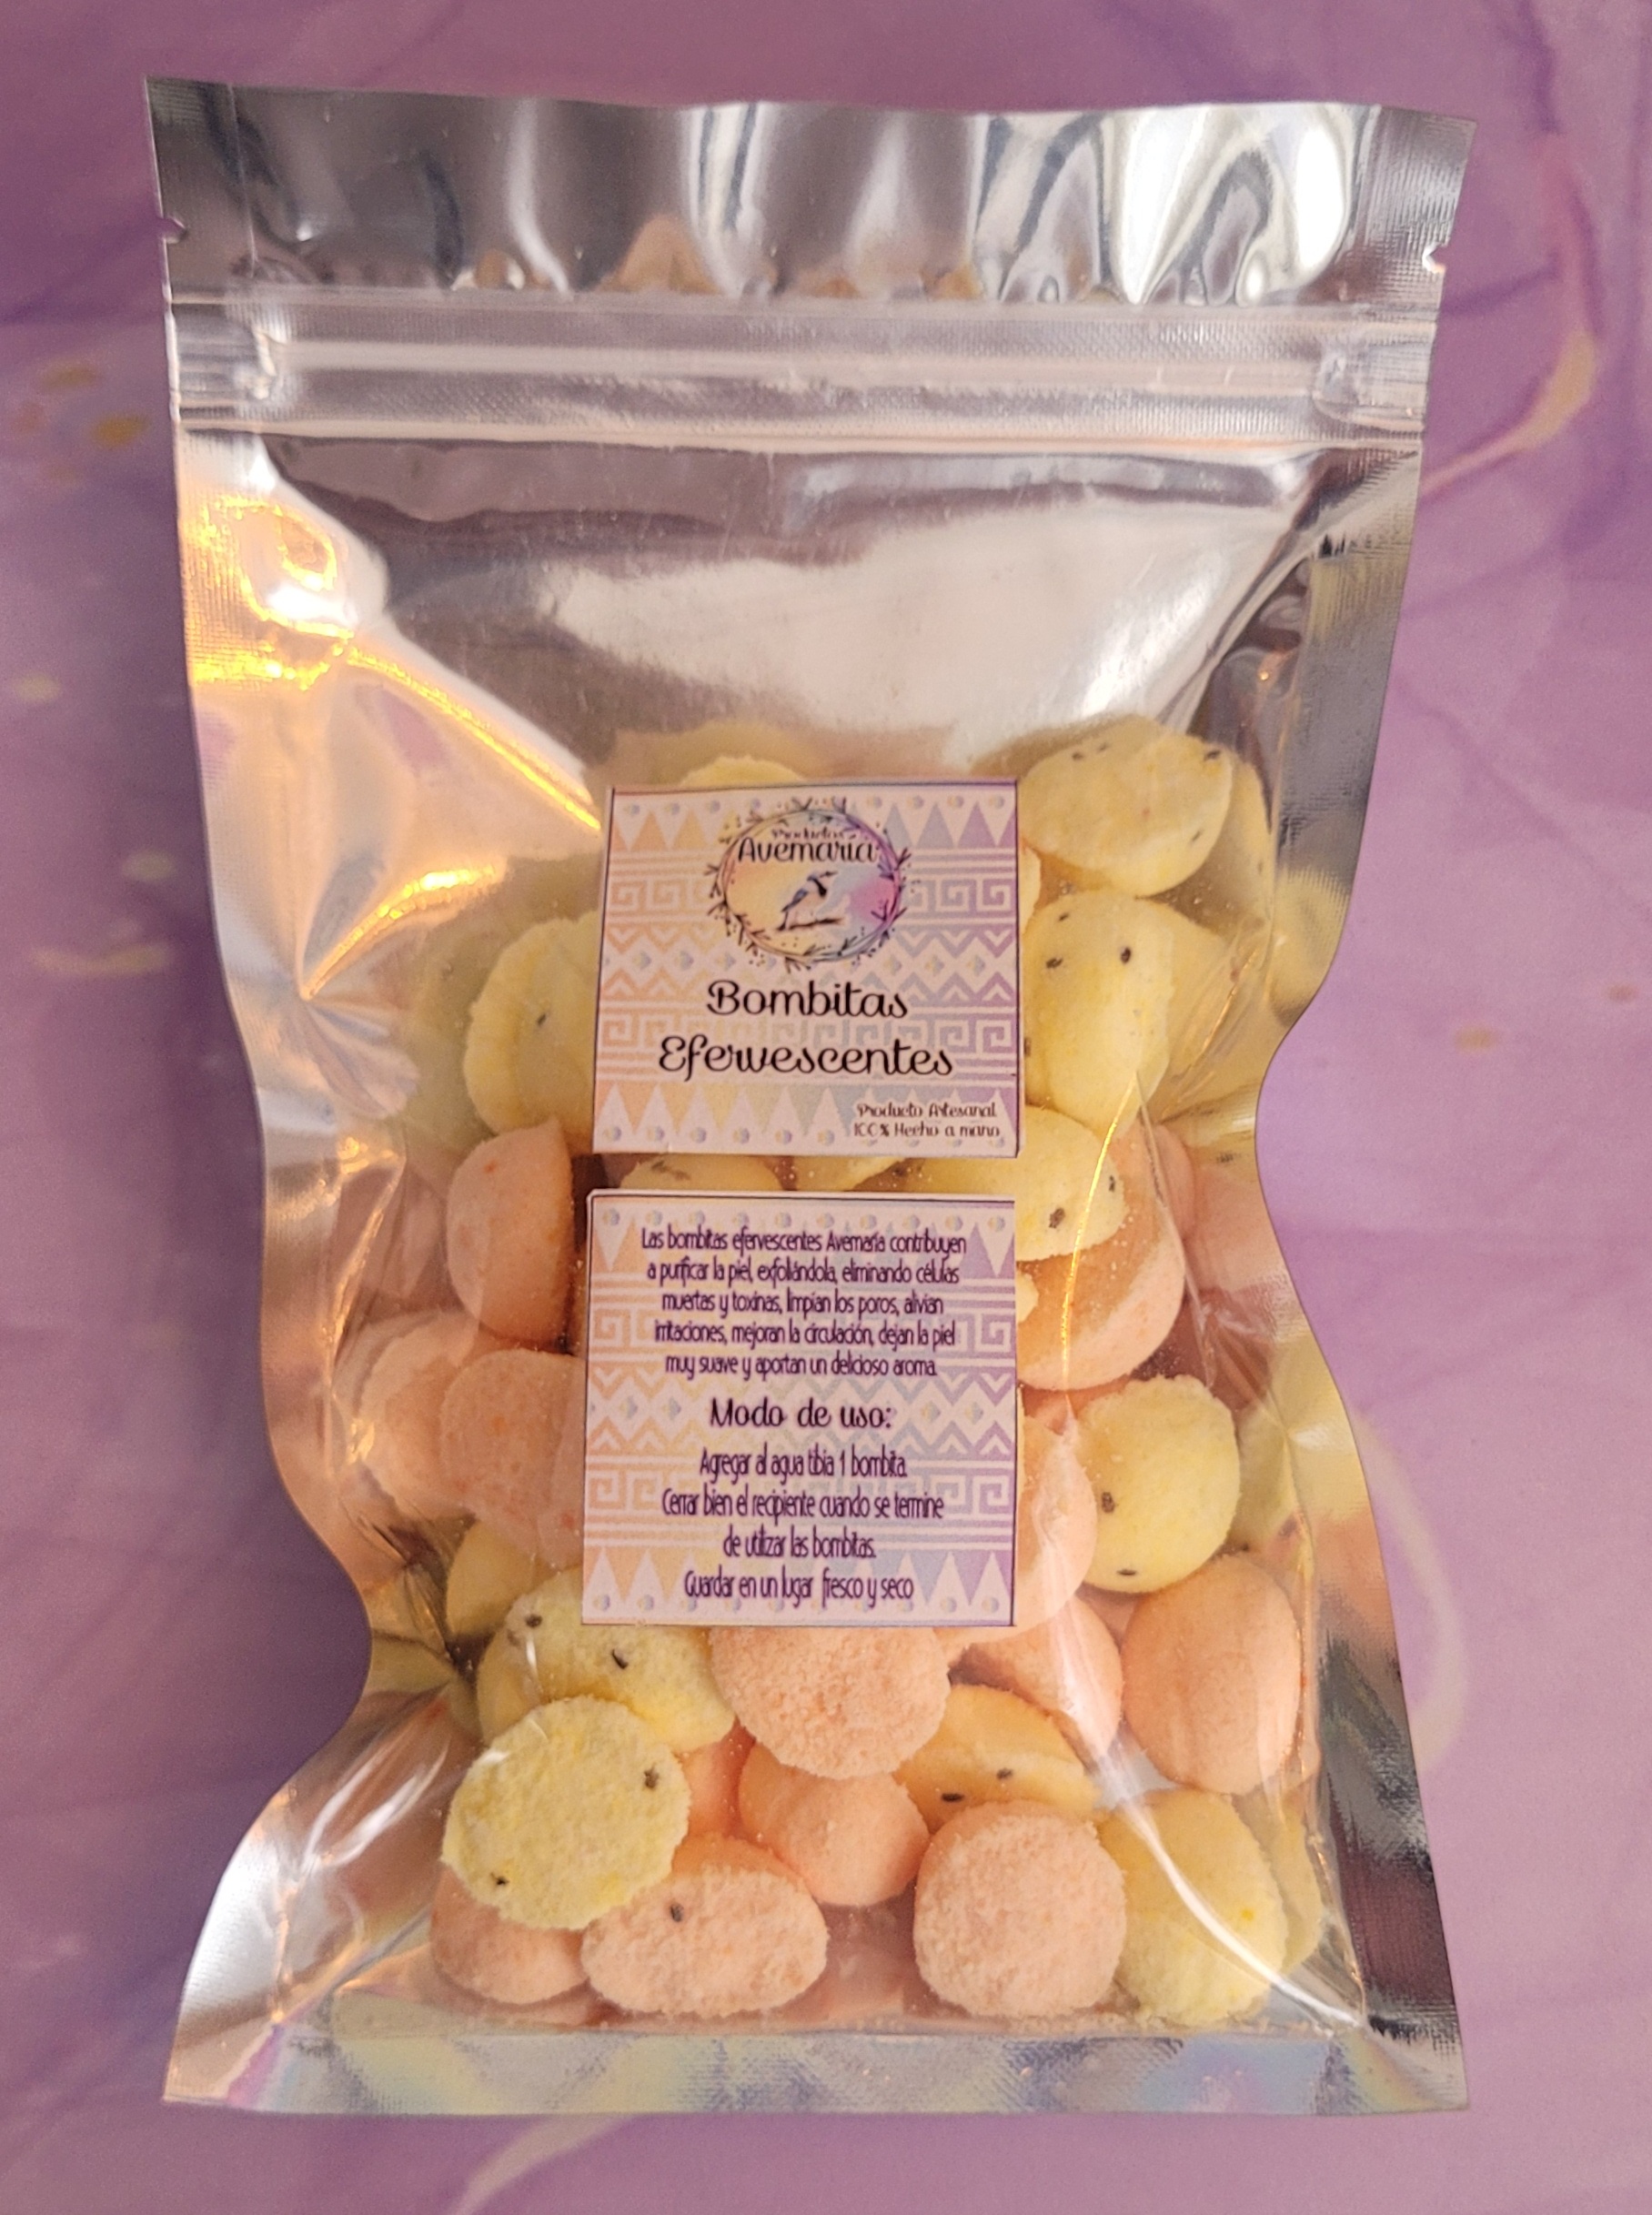 Productos
Avemaría
Bombitas
Efervescentes
Producto Artesanal
100% Hecho a mano
Las bombitas efervescentes Avemaría contribuyen
a purificar la piel, exfoliándola, eliminando células
muertas y toxinas, limpian los poros, alivian
irritaciones, mejoran la circulación, dejan la piel
muy suave y aportan un delicioso aroma.
Modo de uso:
Agregar al agua tibia 1 bombita.
Cerrar bien el recipiente cuando se termine
de utilizar las bombitas.
Guardar en un lugar fresco y seco